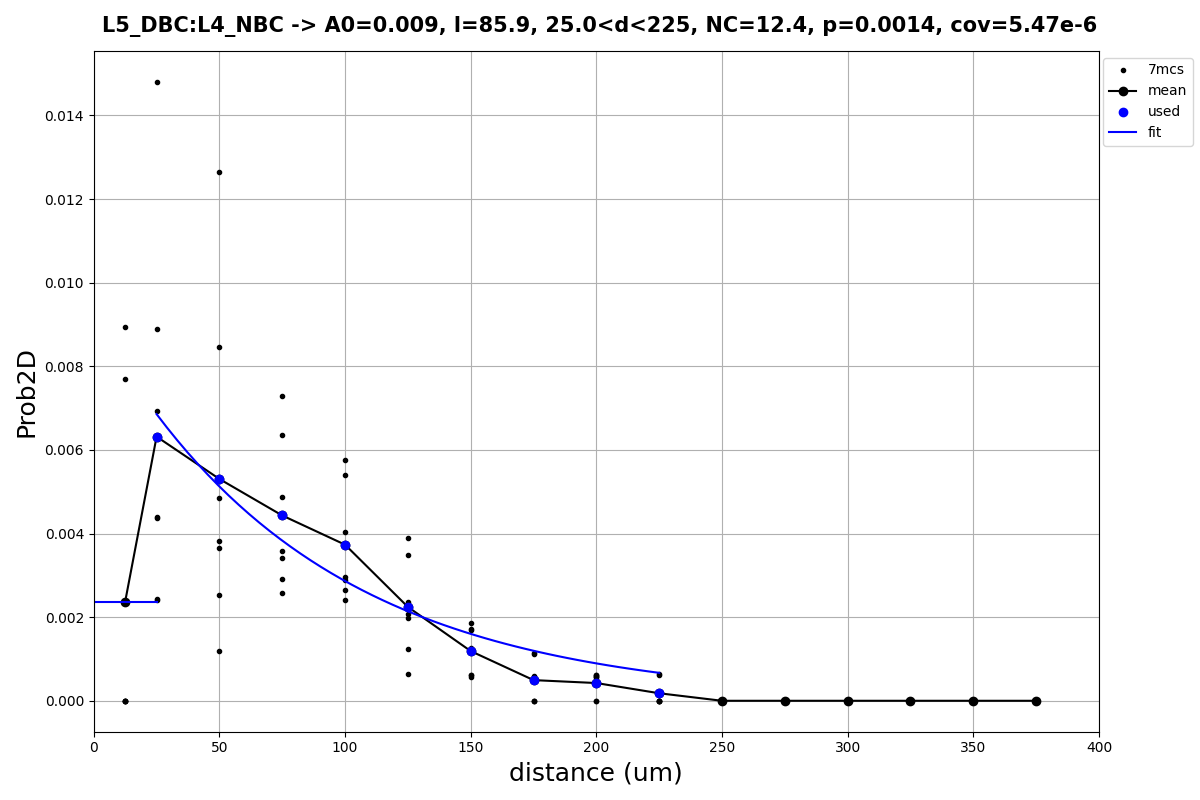 L5_DBC:L4_NBC -> A0=0.009, l=85.9, 25.0<d<225, NC=12.4, p=0.0014, cov=5.47e-6
7mcs
mean
used
fit
Prob2D
0.014
0.012
0.010
0.008
0.006
0.004
0.002
0.000
0 50 100 150 200 250 300 350 400
distance (um)